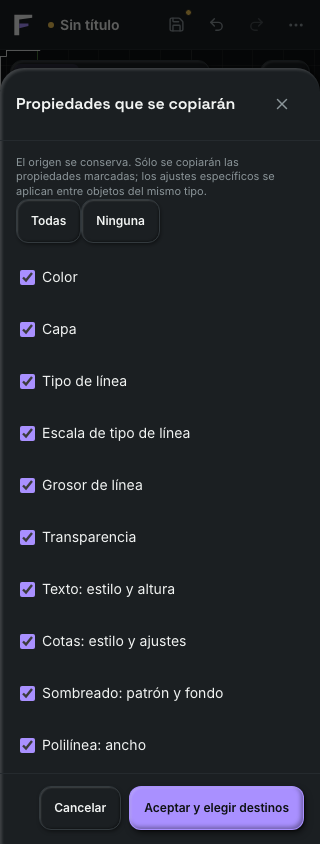 Sin título
Propiedades que se copiarán
El origen se conserva. Sólo se copiarán las
propiedades marcadas; los ajustes específicos se
aplican entre objetos del mismo tipo.
Todas Ninguna
Color
Capa
Tipo de línea
Escala de tipo de línea
Grosor de línea
Transparencia
Texto: estilo y altura
Cotas: estilo y ajustes
Sombreado: patrón y fondo
Polilínea: ancho
Cancelar Aceptar y elegir destinos